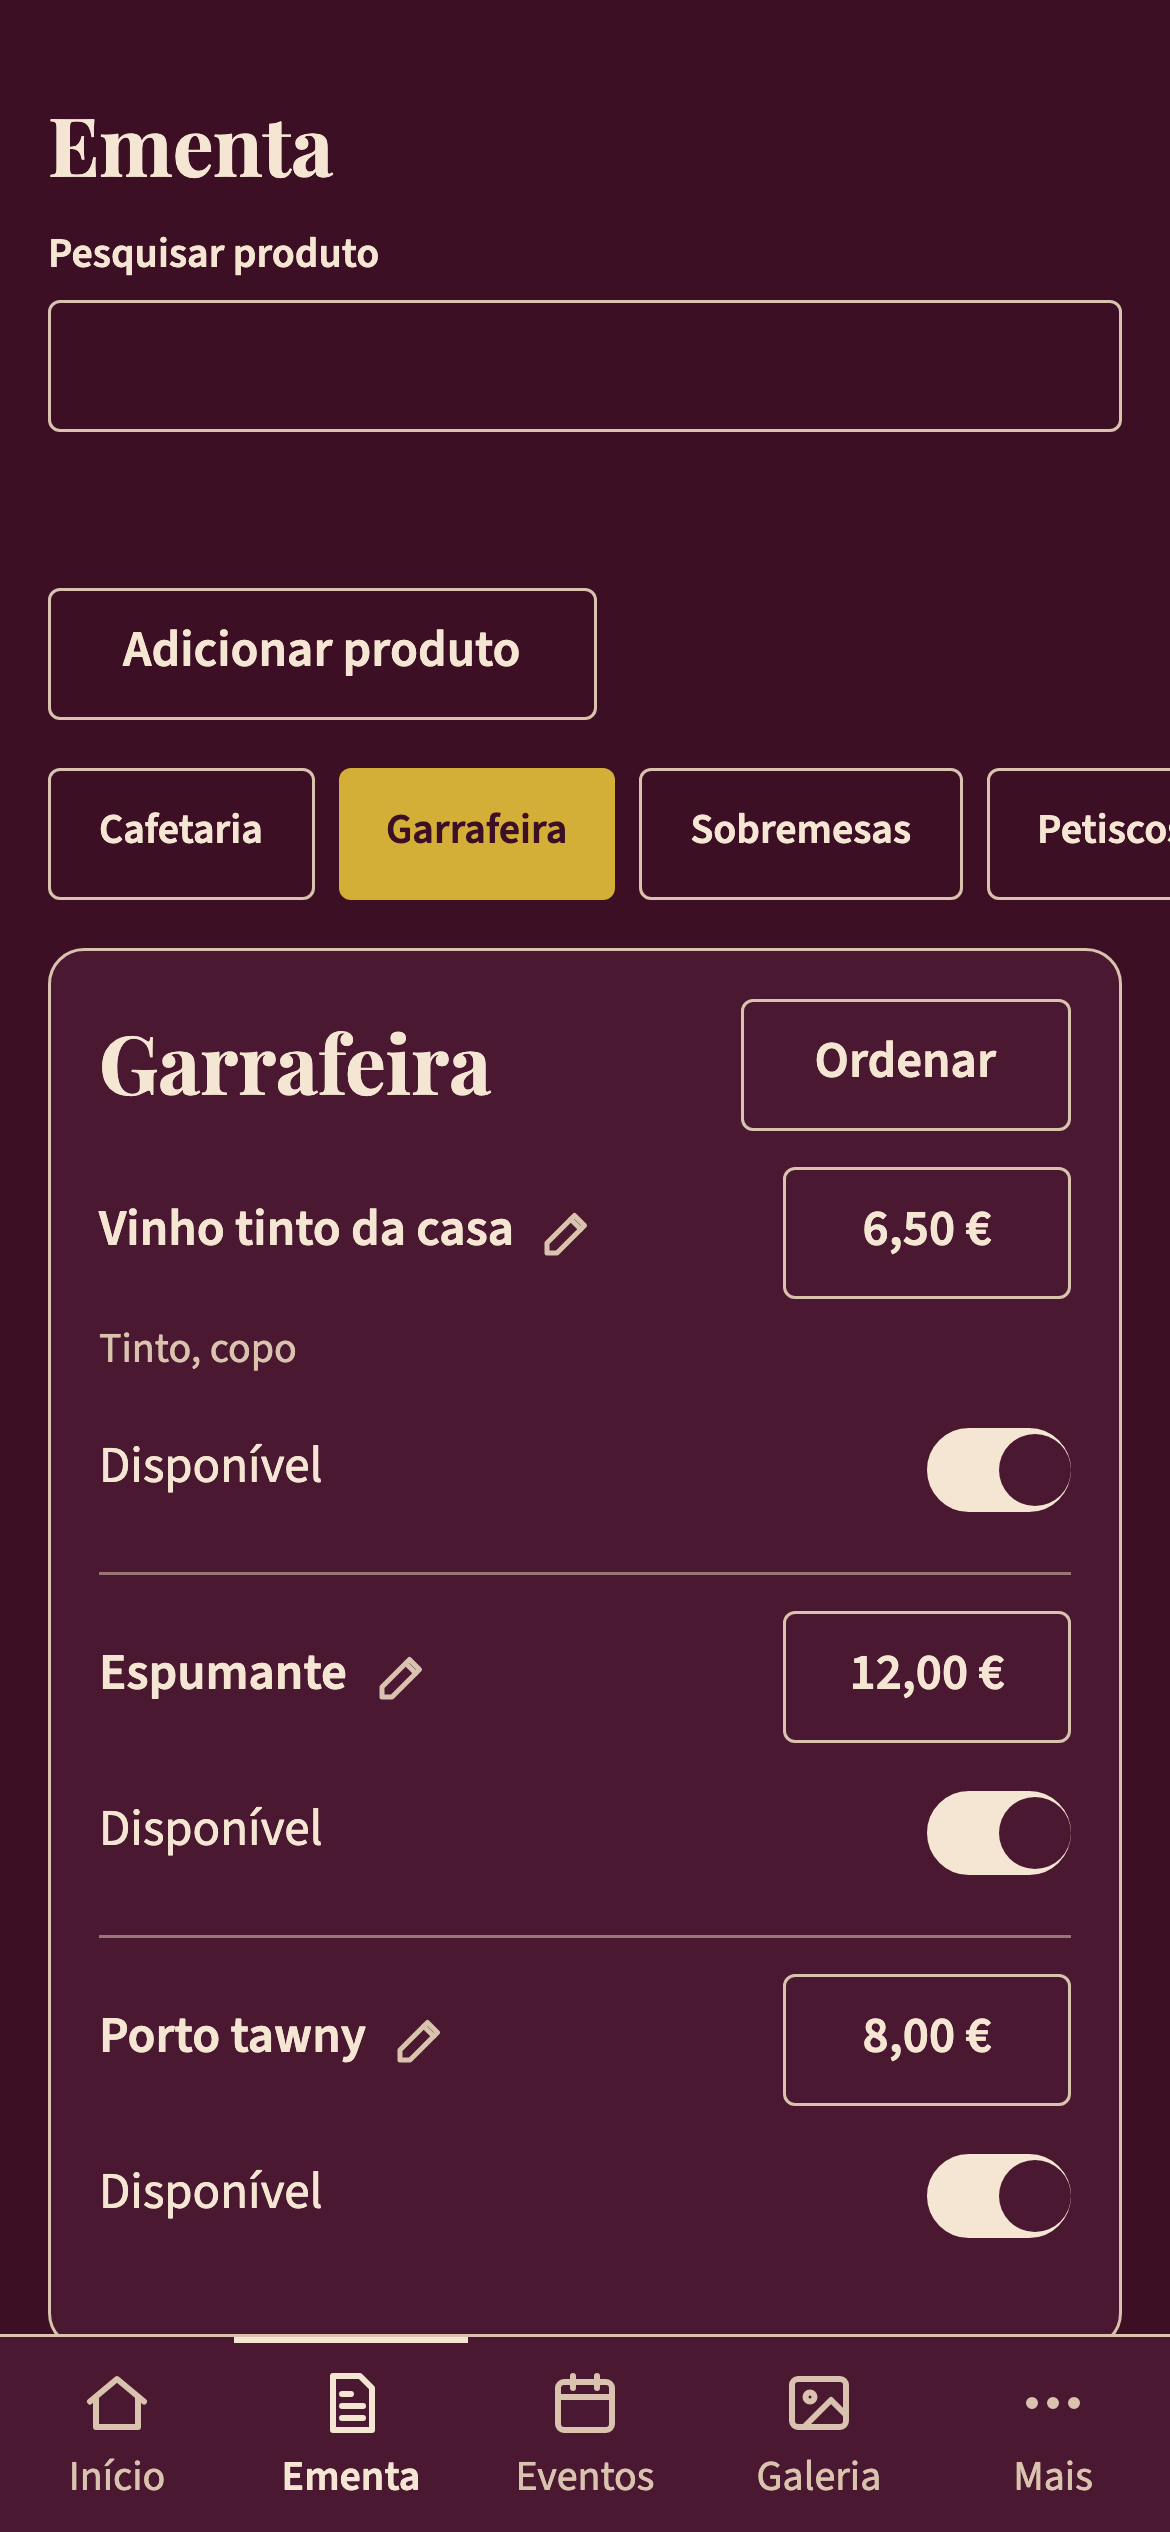 Ementa
Pesquisar produto
Adicionar produto
Cafetaria Garrafeira Sobremesas Petiscos
Garrafeira Ordenar
Vinho tinto da casa 6,50 €
Tinto, copo
Disponível
Espumante 12,00 €
Disponível
Porto tawny 8,00 €
Disponível
Início Ementa Eventos Galeria Mais